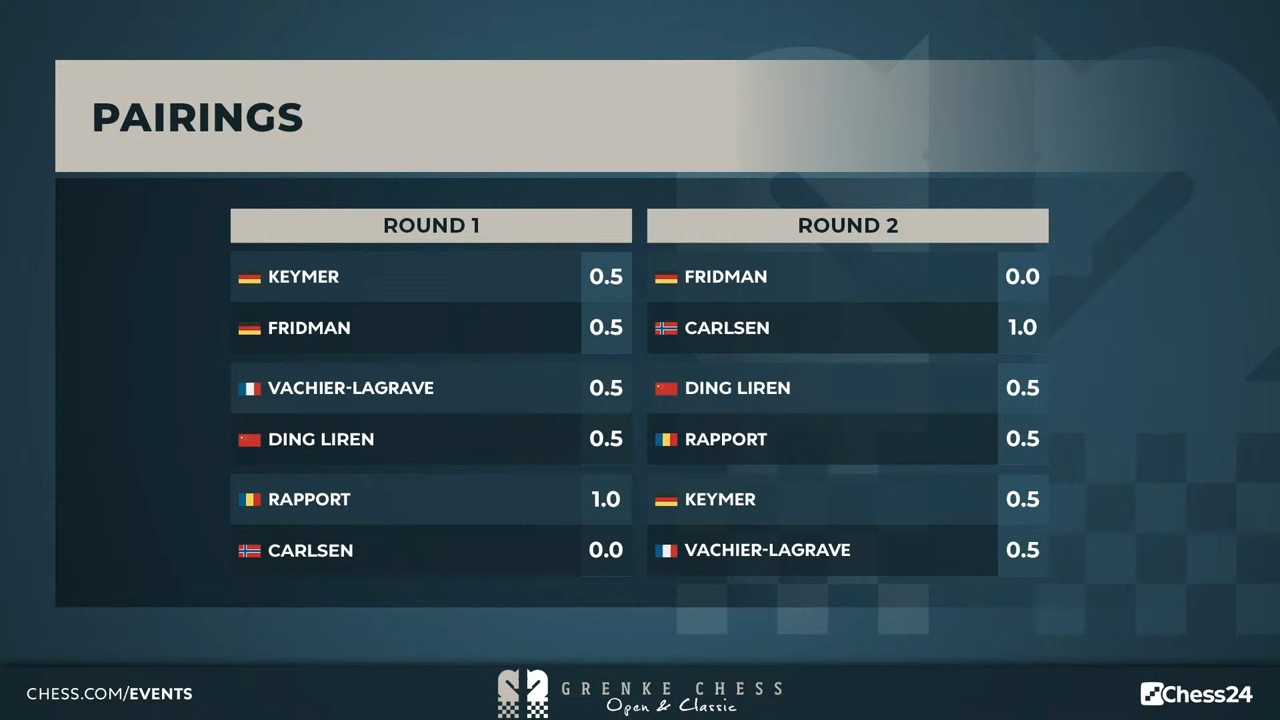 PAIRINGS
ROUND 1
KEYMER 0.5
FRIDMAN 0.5
VACHIER-LAGRAVE 0.5
DING LIREN 0.5
RAPPORT 1.0
CARLSEN 0.0
ROUND 2
FRIDMAN 0.0
CARLSEN 1.0
DING LIREN 0.5
RAPPORT 0.5
KEYMER 0.5
VACHIER-LAGRAVE 0.5
CHESS.COM/EVENTS
GRENKE CHESS
Open & Classic
Chess24